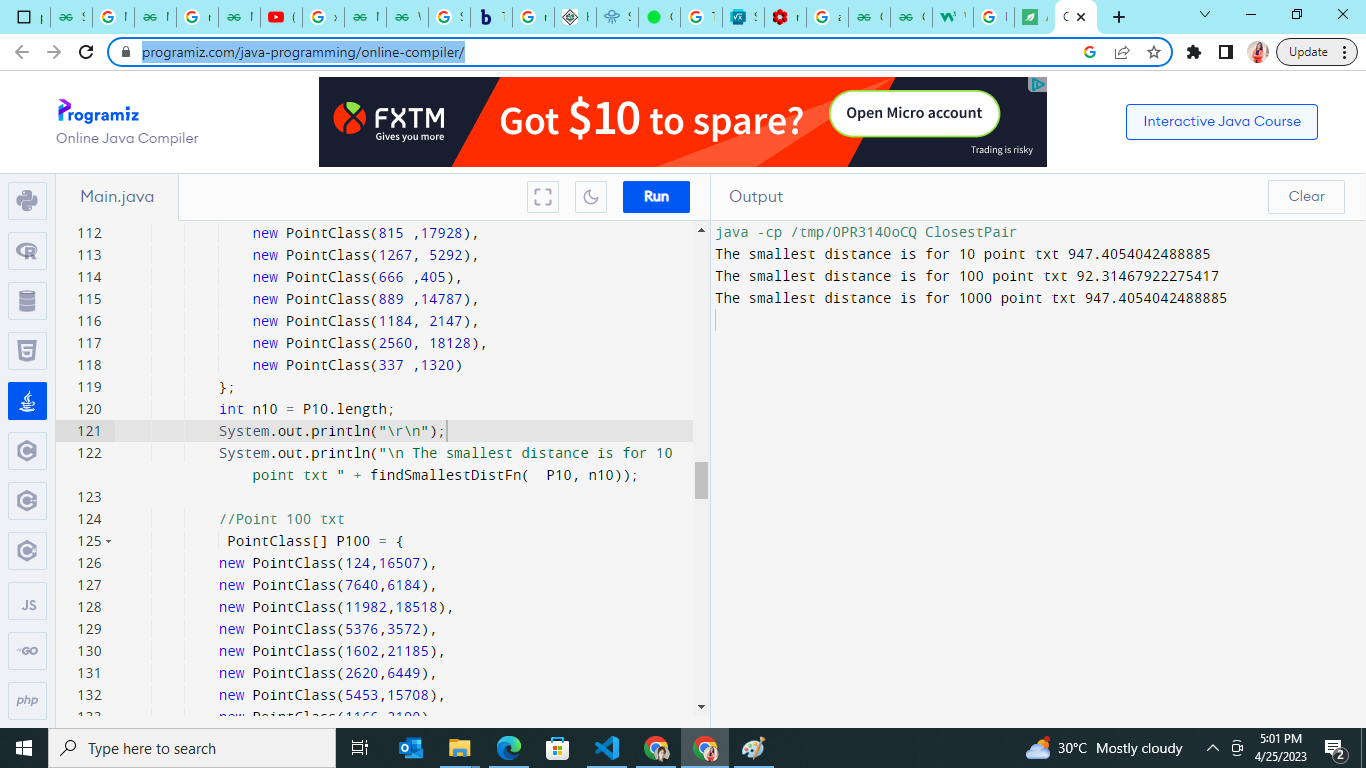 programiz.com/java-programming/online-compiler/
Update
Programiz
Online Java Compiler
FXTM
Gives you more
Got $10 to spare?
Open Micro account
Trading is risky
Interactive Java Course
Main.java
Run
Output
Clear
112 new PointClass(815 ,17928),
113 new PointClass(1267, 5292),
114 new PointClass(666 ,405),
115 new PointClass(889 ,14787),
116 new PointClass(1184, 2147),
117 new PointClass(2560, 18128),
118 new PointClass(337 ,1320)
119 };
120 int n10 = P10.length;
121 System.out.println("\r\n");
122 System.out.println("\n The smallest distance is for 10
point txt " + findSmallestDistFn(  P10, n10));
123
124 //Point 100 txt
125 PointClass[] P100 = {
126 new PointClass(124,16507),
127 new PointClass(7640,6184),
128 new PointClass(11982,18518),
129 new PointClass(5376,3572),
130 new PointClass(1602,21185),
131 new PointClass(2620,6449),
132 new PointClass(5453,15708),
133 new PointClass(1166,2190)
java -cp /tmp/0PR3140oCQ ClosestPair
The smallest distance is for 10 point txt 947.4054042488885
The smallest distance is for 100 point txt 92.31467922275417
The smallest distance is for 1000 point txt 947.4054042488885
JS
GO
php
Type here to search
30°C Mostly cloudy
5:01 PM
4/25/2023
2